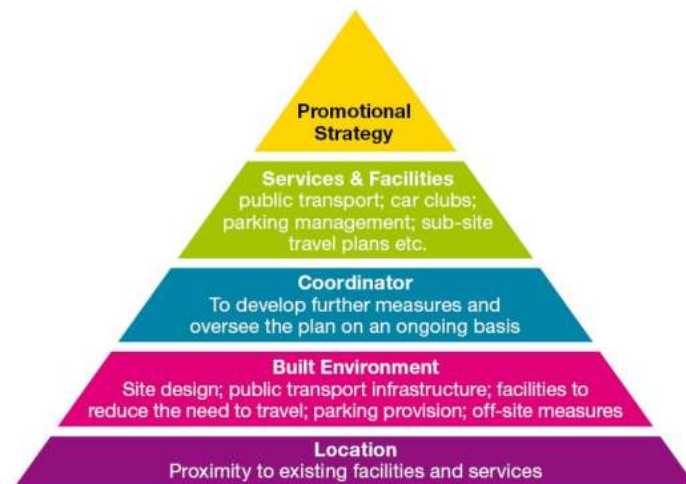 Promotional
Strategy
Services & Facilities
public transport; car clubs;
parking management; sub-site
travel plans etc.
Coordinator
To develop further measures and
oversee the plan on an ongoing basis
Built Environment
Site design; public transport infrastructure; facilities to
reduce the need to travel; parking provision; off-site measures
Location
Proximity to existing facilities and services